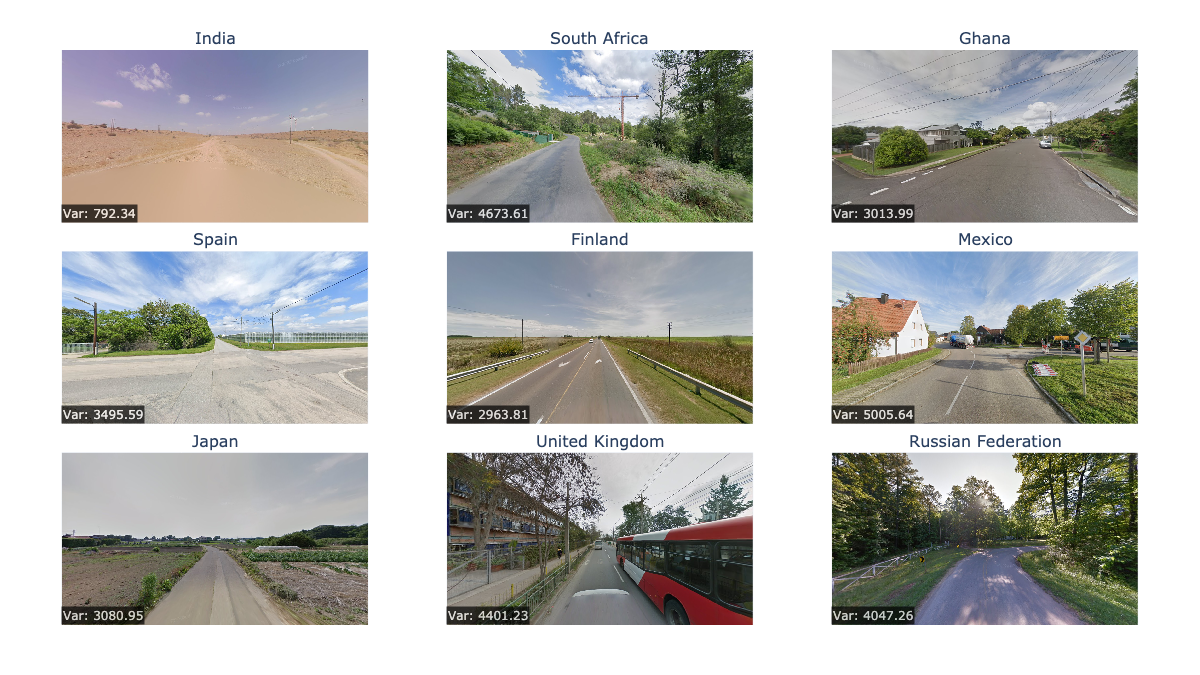 India
South Africa
Ghana
Var: 792.34
Var: 4673.61
Var: 3013.99
Spain
Finland
Mexico
Var: 3495.59
Var: 2963.81
Var: 5005.64
Japan
United Kingdom
Russian Federation
Var: 3080.95
Var: 4401.23
Var: 4047.26